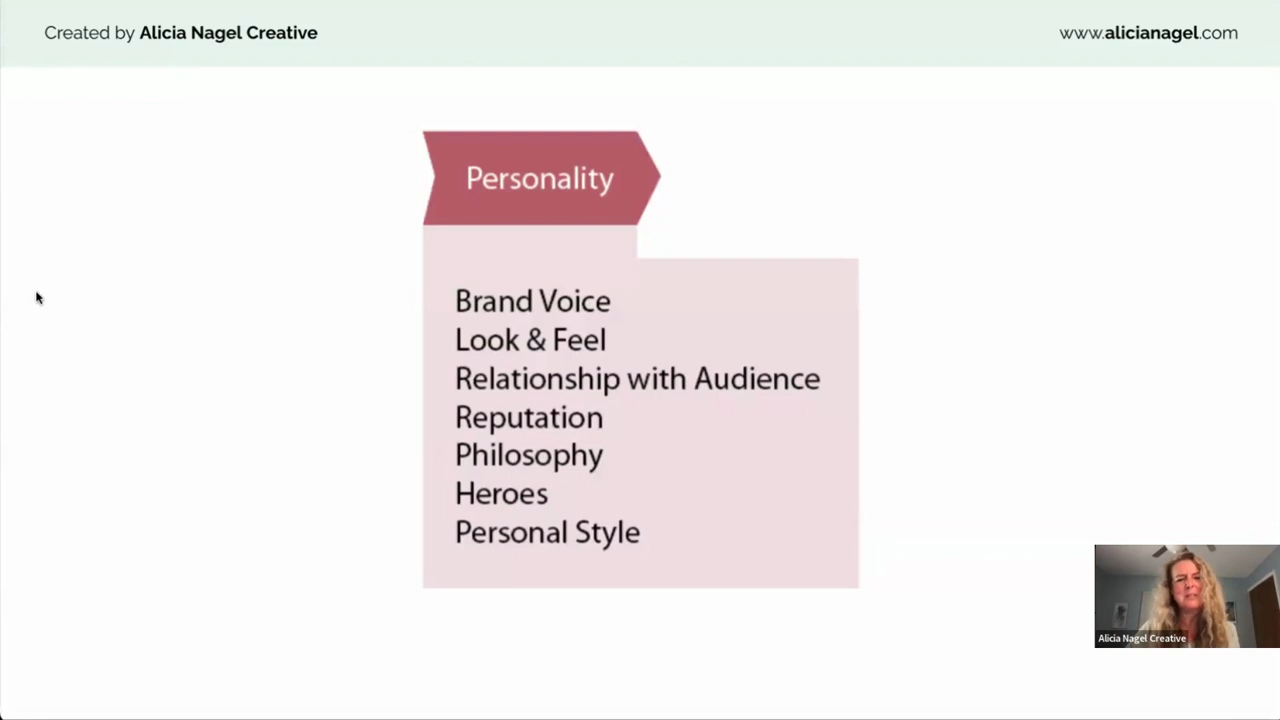 Created by Alicia Nagel Creative
www.alicianagel.com
Personality
Brand Voice
Look & Feel
Relationship with Audience
Reputation
Philosophy
Heroes
Personal Style
Alicia Nagel Creative